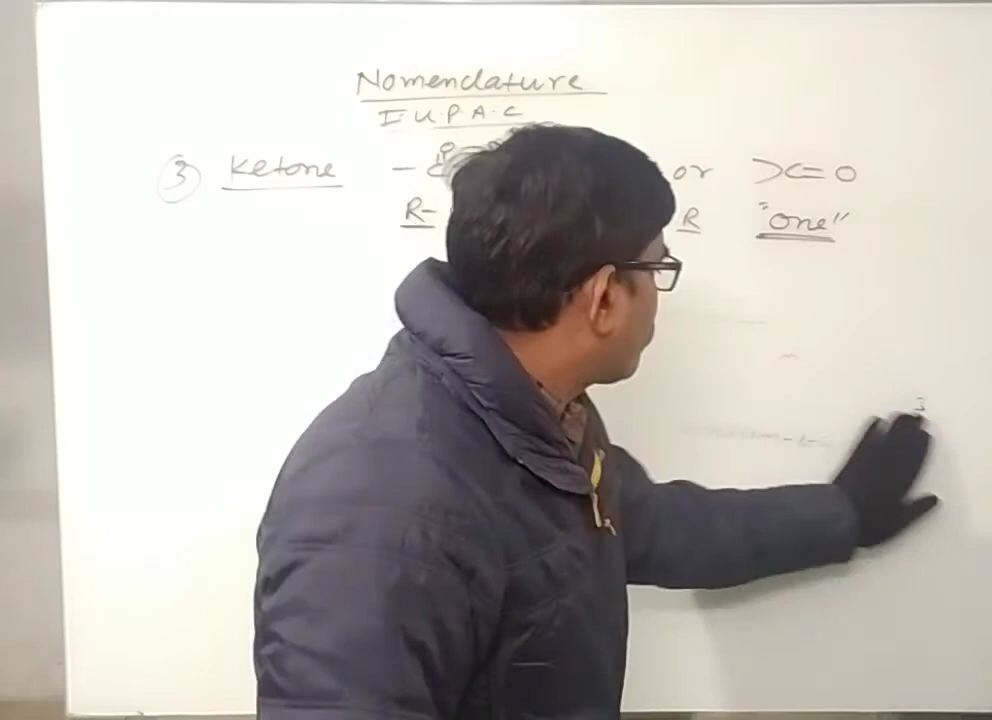 Nomenclature
I.U.P.A.C
③ Ketone - C or >C=O
R- R "one"